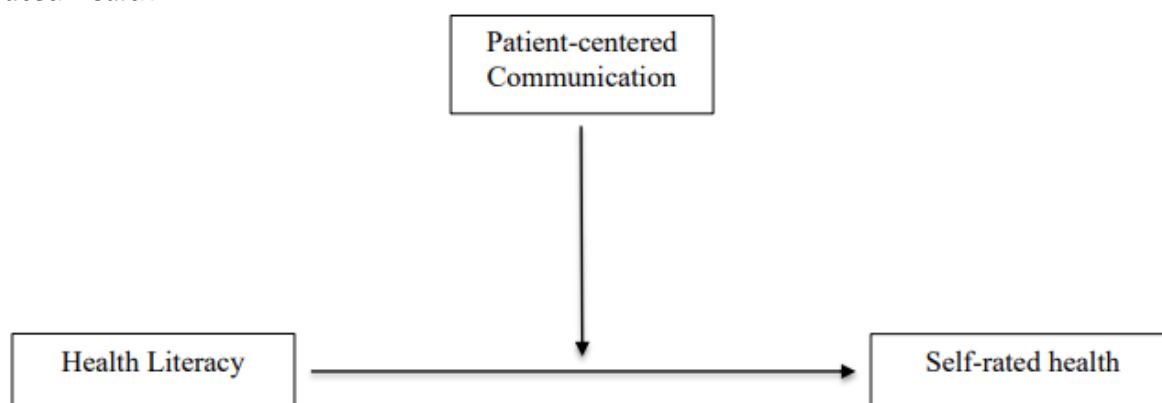 Patient-centered
Communication
Health Literacy
Self-rated health